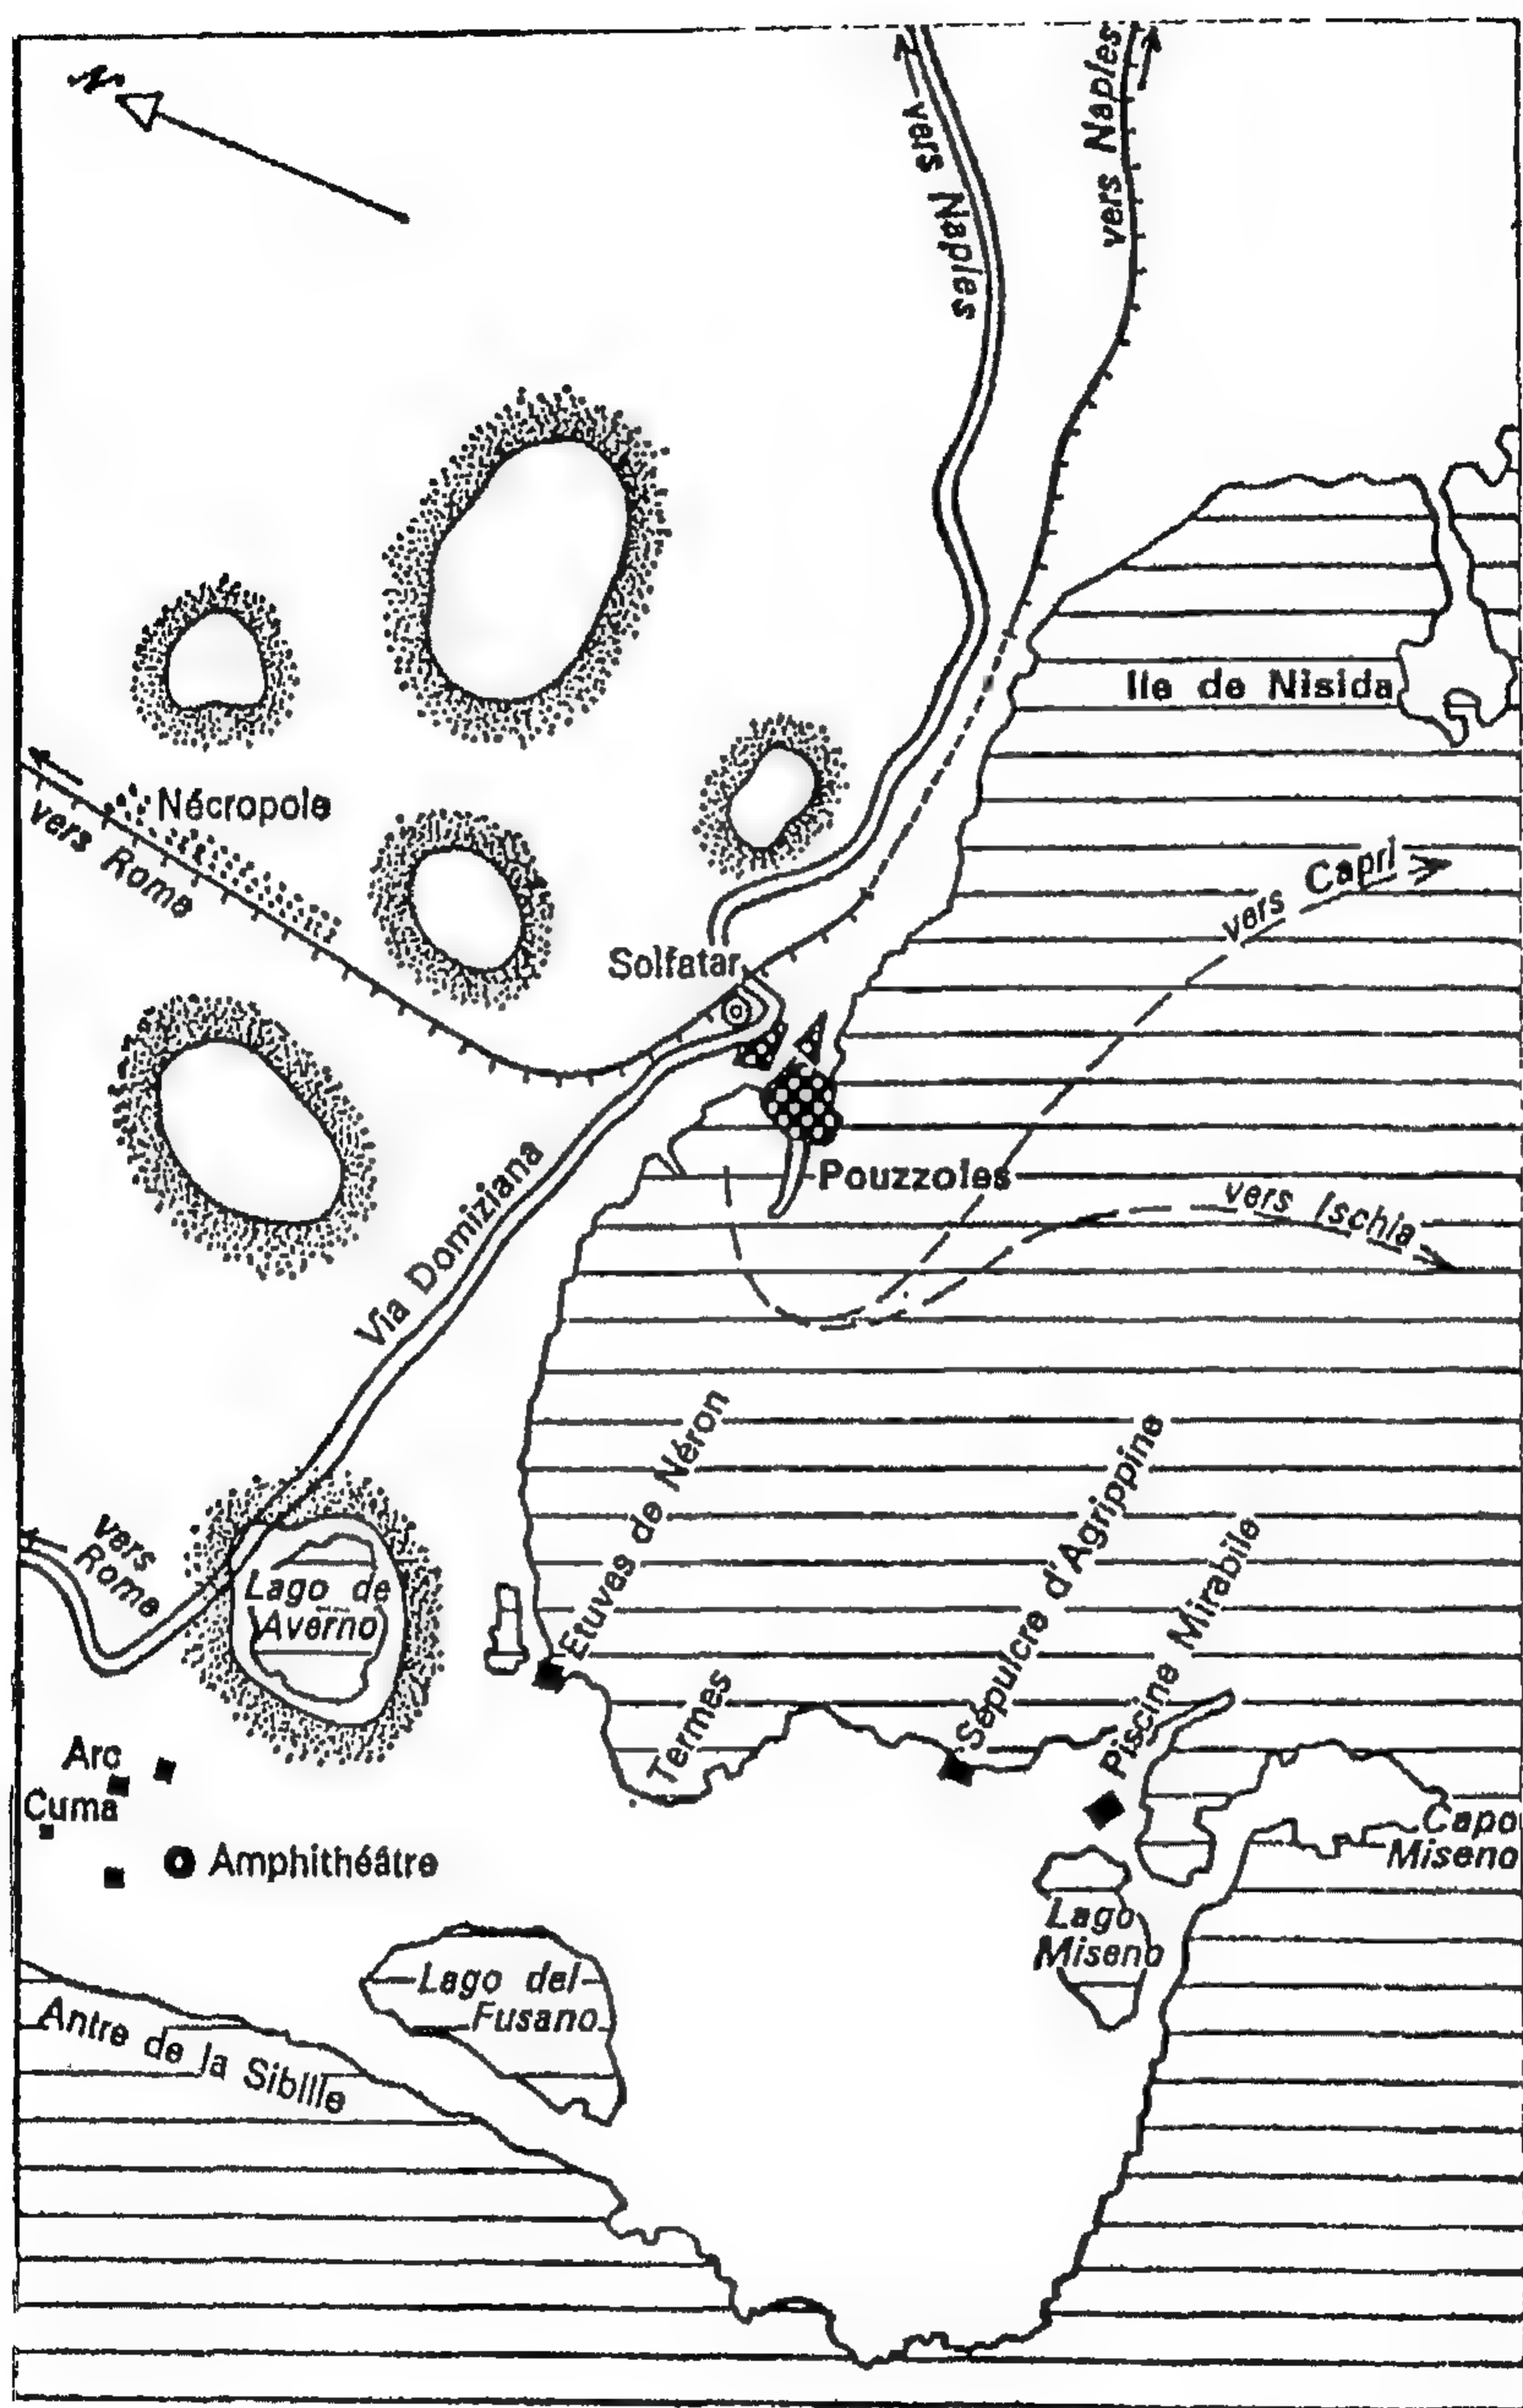 N
vers Naples
vers Naples
Ile de Nisida
Nécropole
vers Rome
vers Capri
Solfatar
Pouzzoles
vers Ischia
Via Domiziana
Etuves de Néron
Sépulcre d'Agrippine
Piscine Mirabile
vers
Rome
Lago de
Averno
Termes
Arc
Cuma
Amphithéâtre
Capo
Miseno
Lago
Miseno
Lago del
Fusano
Antre de la Sibille